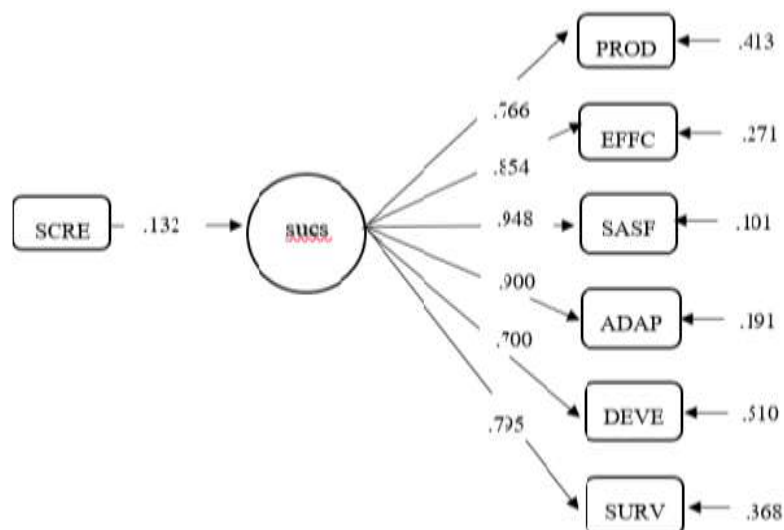 PROD .413
.766
EFFC .271
.854
SCRE .132 sucs .948 SASF .101
.900
ADAP .191
.700
DEVE .510
.795
SURV .368